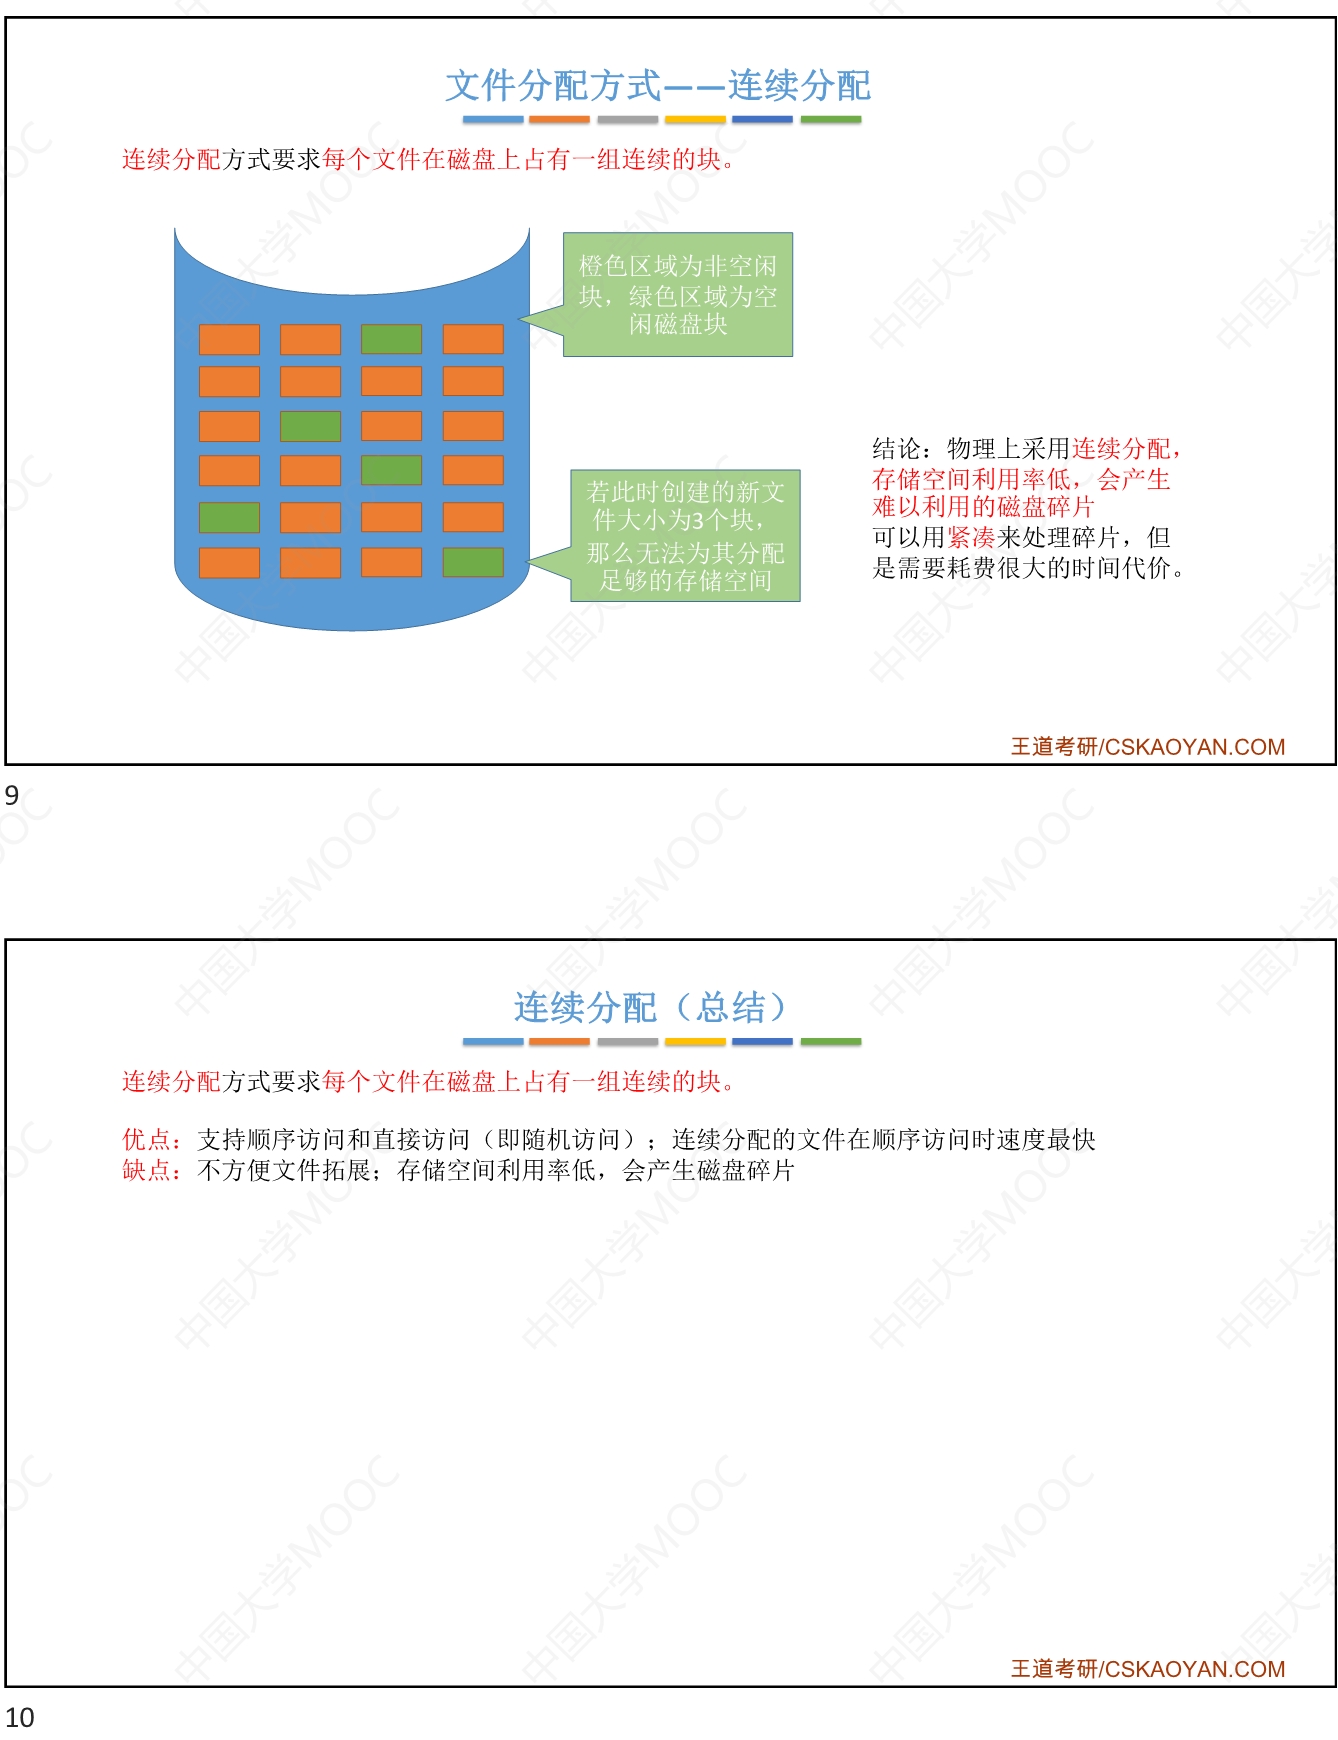 文件分配方式——连续分配
连续分配方式要求每个文件在磁盘上占有一组连续的块。
橙色区域为非空闲
块，绿色区域为空
闲磁盘块
若此时创建的新文
件大小为3个块，
那么无法为其分配
足够的存储空间
结论：物理上采用连续分配，
存储空间利用率低，会产生
难以利用的磁盘碎片
可以用紧凑来处理碎片，但
是需要耗费很大的时间代价。
王道考研/CSKAOYAN.COM
9
连续分配（总结）
连续分配方式要求每个文件在磁盘上占有一组连续的块。
优点：支持顺序访问和直接访问（即随机访问）；连续分配的文件在顺序访问时速度最快
缺点：不方便文件拓展；存储空间利用率低，会产生磁盘碎片
王道考研/CSKAOYAN.COM
10
中国大学MOOC